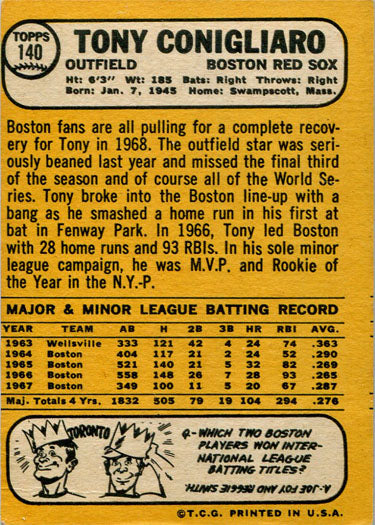 TOPPS
140
TONY CONIGLIARO
OUTFIELD BOSTON RED SOX
Ht: 6'3" Wt: 185 Bats: Right Throws: Right
Born: Jan. 7, 1945 Home: Swampscott, Mass.
Boston fans are all pulling for a complete recov-
ery for Tony in 1968. The outfield star was seri-
ously beaned last year and missed the final third
of the season and of course all of the World Se-
ries. Tony broke into the Boston line-up with a
bang as he smashed a home run in his first at
bat in Fenway Park. In 1966, Tony led Boston
with 28 home runs and 93 RBIs. In his sole minor
league campaign, he was M.V.P. and Rookie of
the Year in the N.Y.-P.
MAJOR & MINOR LEAGUE BATTING RECORD
YEAR TEAM AB H 2B 3B HR RBI AVG.
1963 Wellsville 333 121 42 4 24 74 .363
1964 Boston 404 117 21 2 24 52 .290
1965 Boston 521 140 21 5 32 82 .269
1966 Boston 558 148 26 7 28 93 .265
1967 Boston 349 100 11 5 20 67 .287
Maj. Totals 4 Yrs. 1832 505 79 19 104 294 .276
TORONTO
Q-WHICH TWO BOSTON
PLAYERS WON INTER-
NATIONAL LEAGUE
BATTING TITLES?
A-JOE FOY AND REGGIE SMITH.
©T.C.G. PRINTED IN U.S.A.